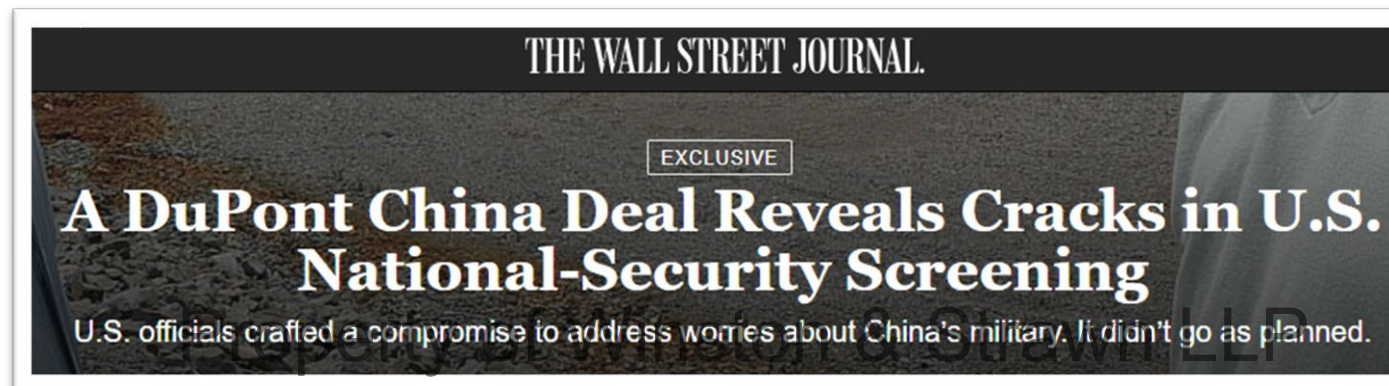 THE WALL STREET JOURNAL.
EXCLUSIVE
A DuPont China Deal Reveals Cracks in U.S.
National-Security Screening
U.S. officials crafted a compromise to address worries about China's military. It didn't go as planned.
Property of Winston & Strawn LLP